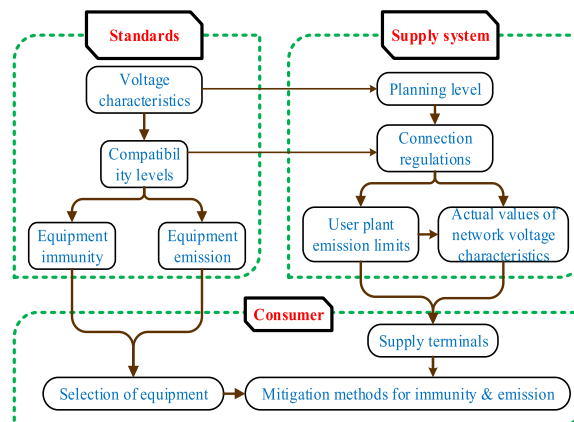 Standards
Supply system
Voltage
characteristics
Planning level
Compatibil
ity levels
Connection
regulations
Equipment
immunity
Equipment
emission
User plant
emission limits
Actual values of
network voltage
characteristics
Consumer
Supply terminals
Selection of equipment
Mitigation methods for immunity & emission